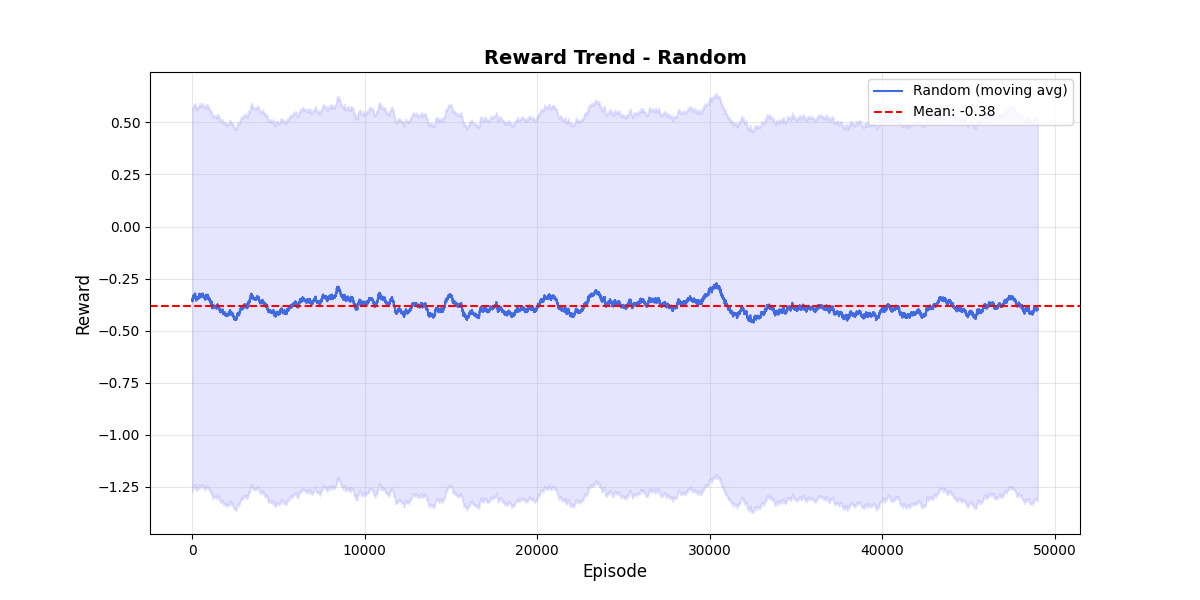 Reward Trend - Random
Random (moving avg)
Mean: -0.38
Reward
0.50
0.25
0.00
−0.25
−0.50
−0.75
−1.00
−1.25
0
10000
20000
30000
40000
50000
Episode